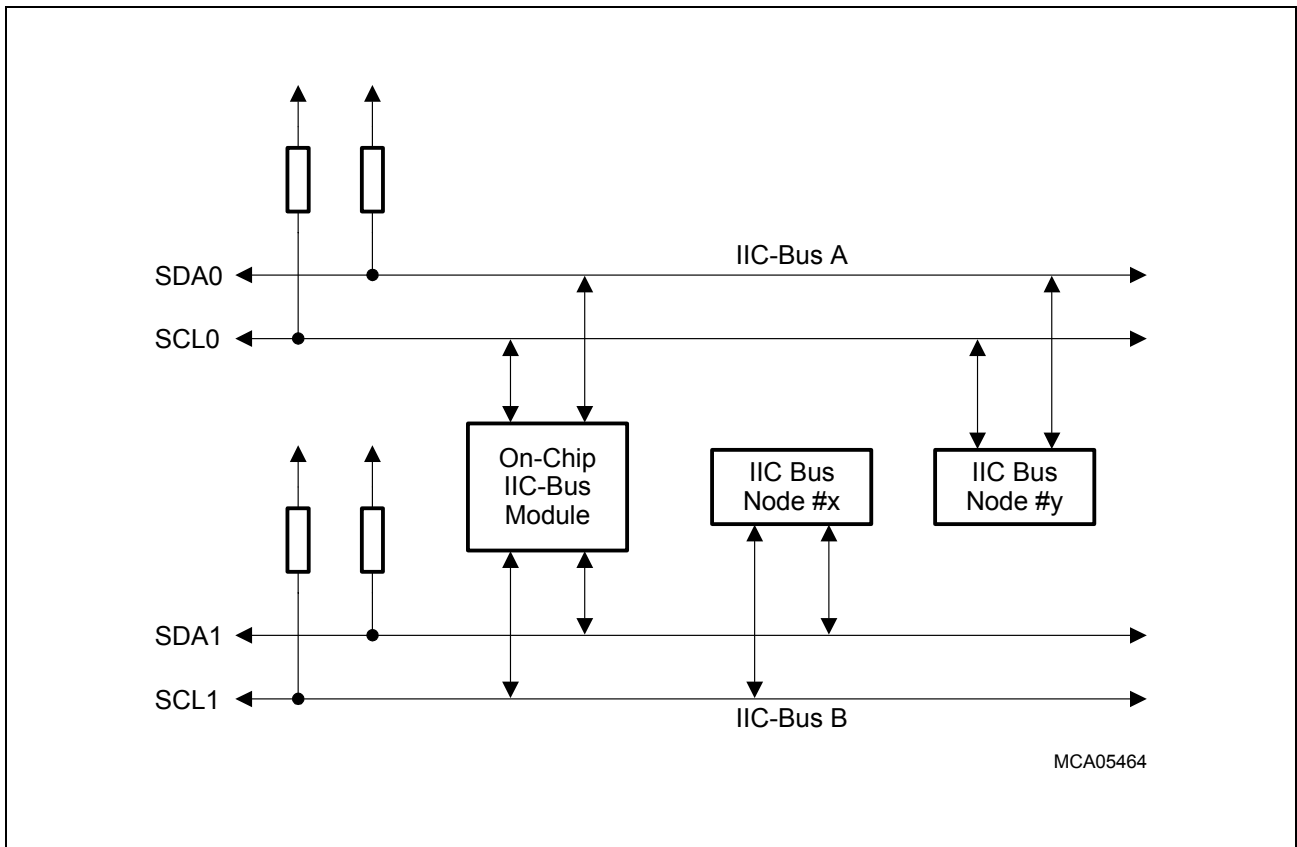 IIC-Bus A
SDA0
SCL0
On-Chip
IIC-Bus
Module
IIC Bus
Node #x
IIC Bus
Node #y
SDA1
SCL1
IIC-Bus B
MCA05464